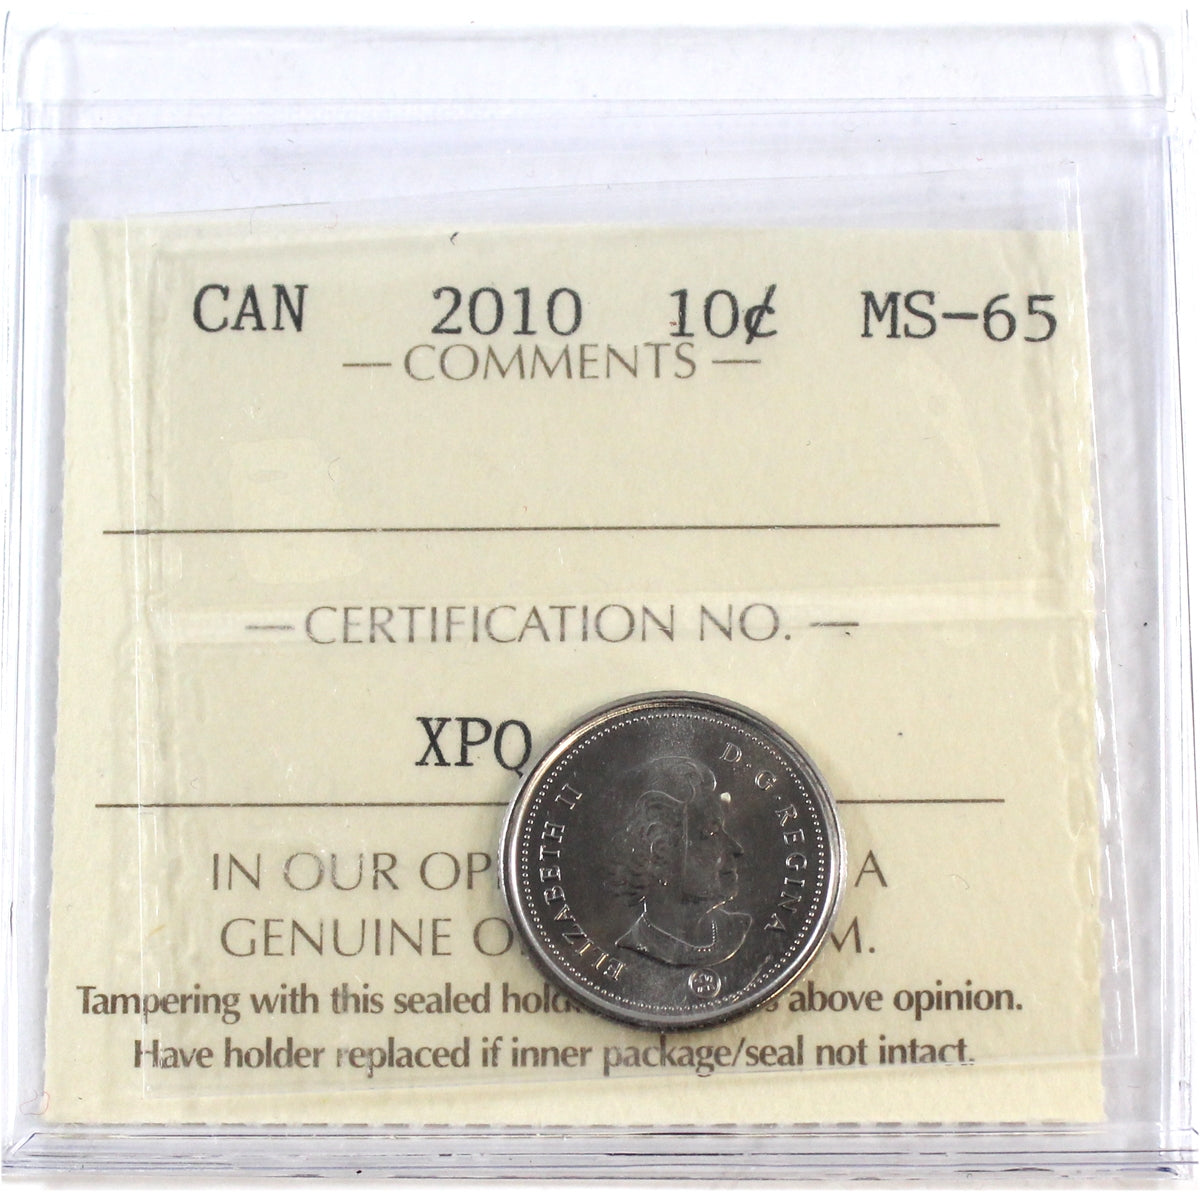 CAN 2010 10¢ MS-65
— COMMENTS —
— CERTIFICATION NO. —
XPQ
IN OUR OP A
GENUINE O M.
Tampering with this sealed hold s above opinion.
Have holder replaced if inner package/seal not intact.
ELIZABETH II D·G·REGINA